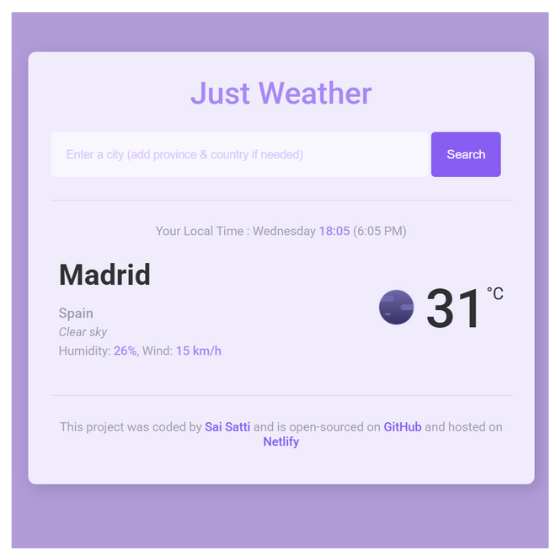 Just Weather
Enter a city (add province & country if needed)
Search
Your Local Time : Wednesday 18:05 (6:05 PM)
Madrid
Spain
Clear sky
Humidity: 26%, Wind: 15 km/h
31 °C
This project was coded by Sai Satti and is open-sourced on GitHub and hosted on
Netlify